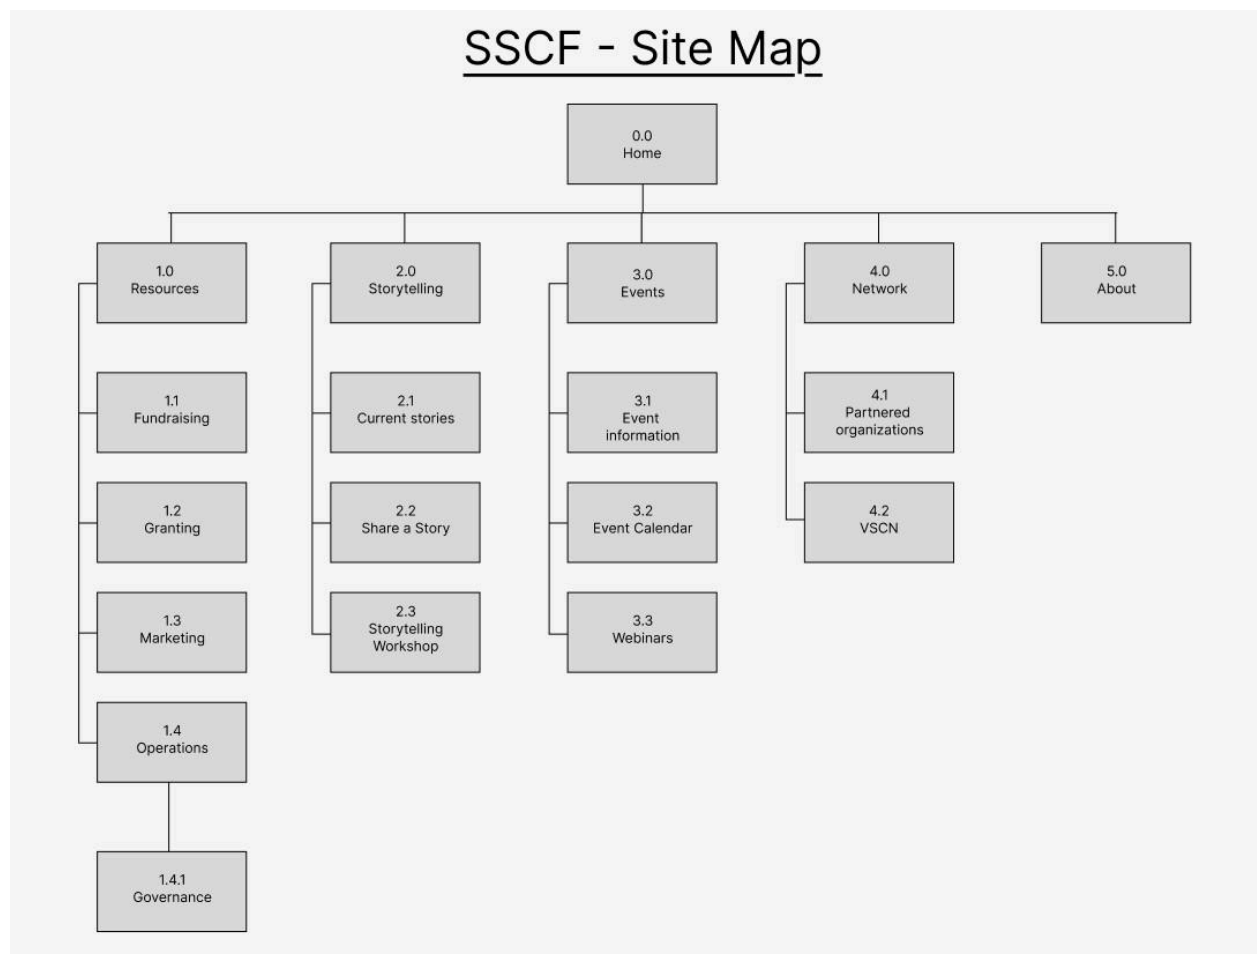 SSCF - Site Map
0.0
Home
1.0
Resources
2.0
Storytelling
3.0
Events
4.0
Network
5.0
About
1.1
Fundraising
2.1
Current stories
3.1
Event
information
4.1
Partnered
organizations
1.2
Granting
2.2
Share a Story
3.2
Event Calendar
4.2
VSCN
1.3
Marketing
2.3
Storytelling
Workshop
3.3
Webinars
1.4
Operations
1.4.1
Governance